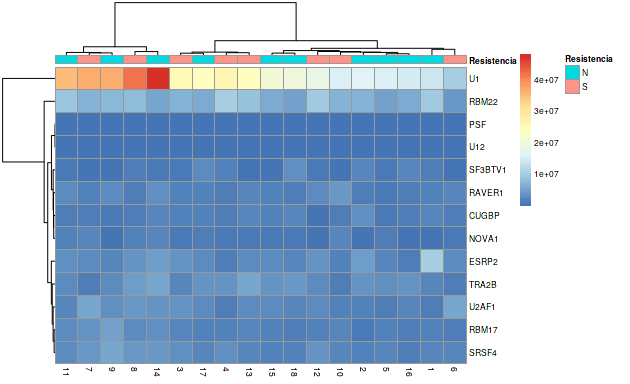 Resistencia
Resistencia
N
S
4e+07
3e+07
2e+07
1e+07
U1
RBM22
PSF
U12
SF3BTV1
RAVER1
CUGBP
NOVA1
ESRP2
TRA2B
U2AF1
RBM17
SRSF4
11 7 9 8 14 3 17 4 13 15 18 12 10 2 5 16 1 6